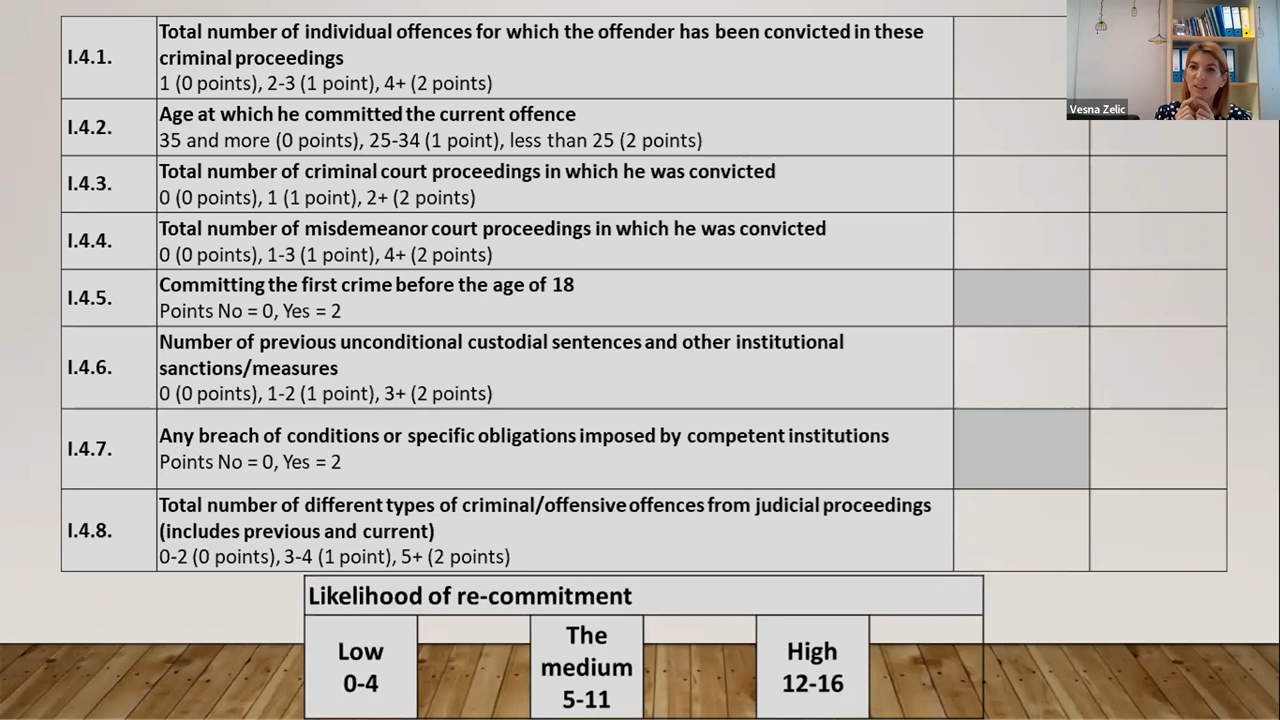 I.4.1.
Total number of individual offences for which the offender has been convicted in these
criminal proceedings
1 (0 points), 2-3 (1 point), 4+ (2 points)
I.4.2.
Age at which he committed the current offence
35 and more (0 points), 25-34 (1 point), less than 25 (2 points)
I.4.3.
Total number of criminal court proceedings in which he was convicted
0 (0 points), 1 (1 point), 2+ (2 points)
I.4.4.
Total number of misdemeanor court proceedings in which he was convicted
0 (0 points), 1-3 (1 point), 4+ (2 points)
I.4.5.
Committing the first crime before the age of 18
Points No = 0, Yes = 2
I.4.6.
Number of previous unconditional custodial sentences and other institutional
sanctions/measures
0 (0 points), 1-2 (1 point), 3+ (2 points)
I.4.7.
Any breach of conditions or specific obligations imposed by competent institutions
Points No = 0, Yes = 2
I.4.8.
Total number of different types of criminal/offensive offences from judicial proceedings
(includes previous and current)
0-2 (0 points), 3-4 (1 point), 5+ (2 points)
Likelihood of re-commitment
Low
0-4
The
medium
5-11
High
12-16
Vesna Zelic